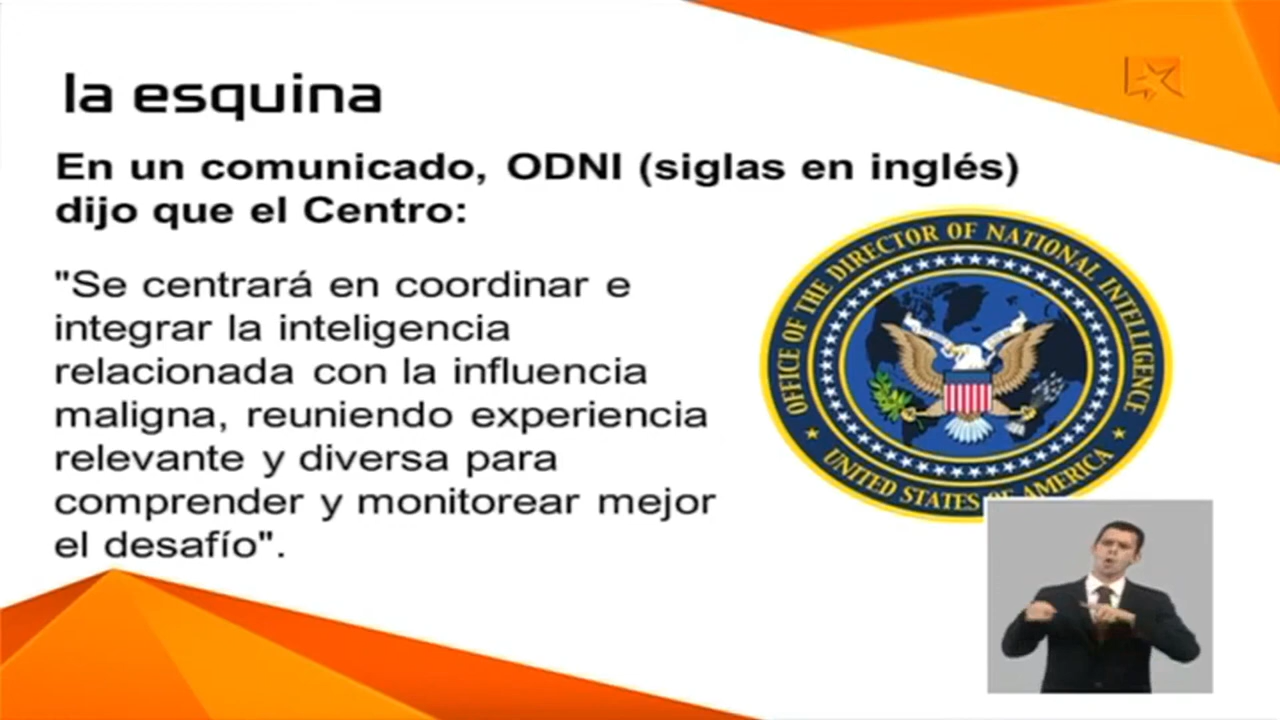 la esquina
En un comunicado, ODNI (siglas en inglés)
dijo que el Centro:
"Se centrará en coordinar e
integrar la inteligencia
relacionada con la influencia
maligna, reuniendo experiencia
relevante y diversa para
comprender y monitorear mejor
el desafío".
OFFICE OF THE DIRECTOR OF NATIONAL INTELLIGENCE
UNITED STATES OF AMERICA